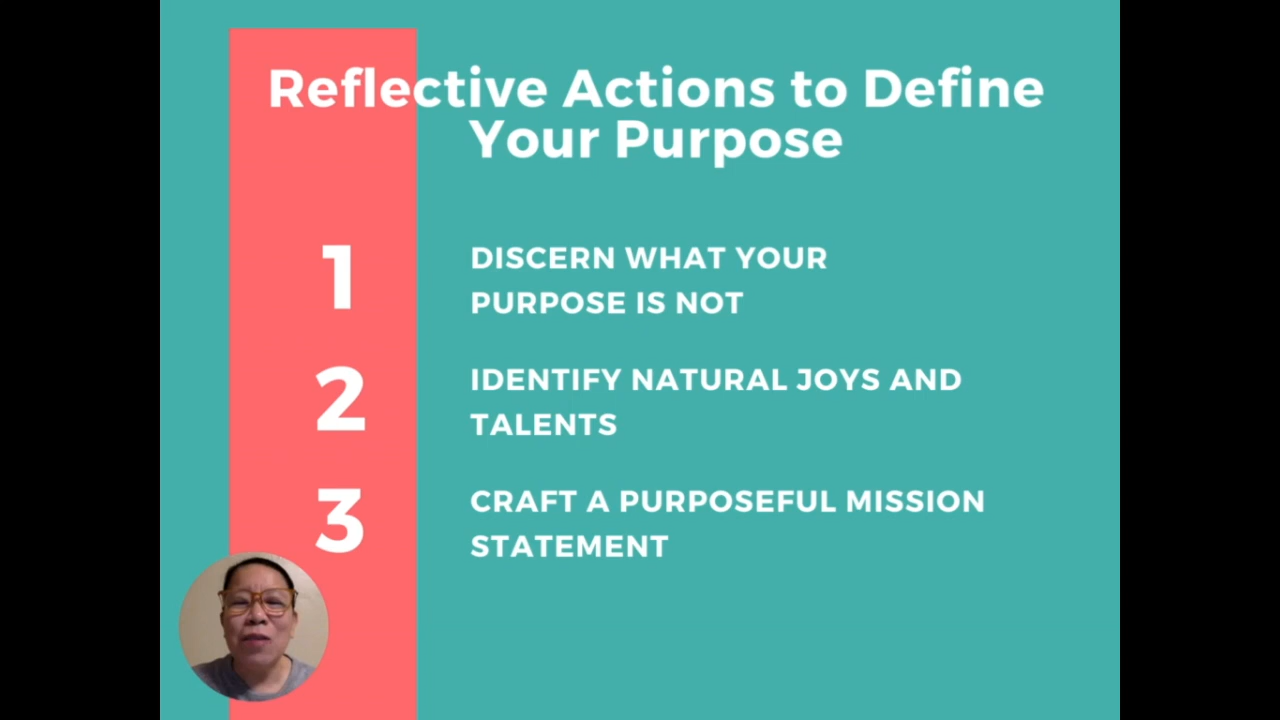 Reflective Actions to Define
Your Purpose
1
DISCERN WHAT YOUR
PURPOSE IS NOT
2
IDENTIFY NATURAL JOYS AND
TALENTS
3
CRAFT A PURPOSEFUL MISSION
STATEMENT